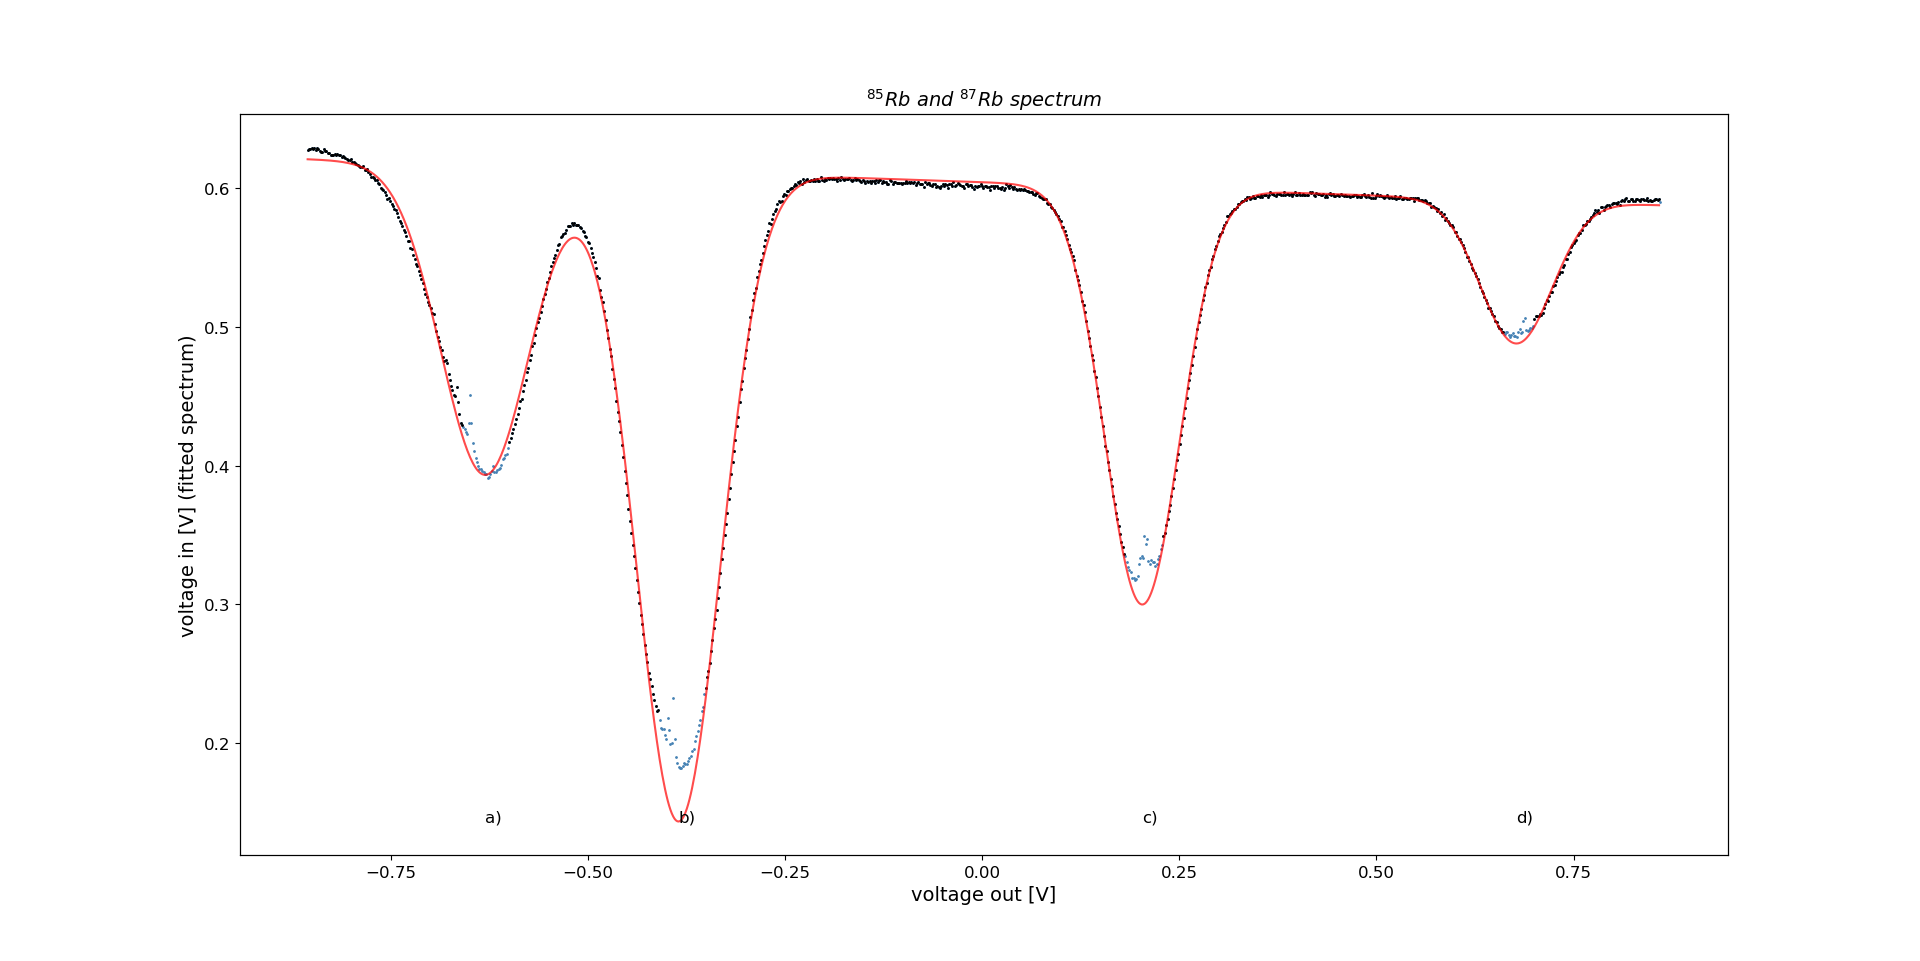 ⁸⁵Rb and ⁸⁷Rb spectrum
voltage in [V] (fitted spectrum)
0.6
0.5
0.4
0.3
0.2
a) b) c) d)
−0.75 −0.50 −0.25 0.00 0.25 0.50 0.75
voltage out [V]